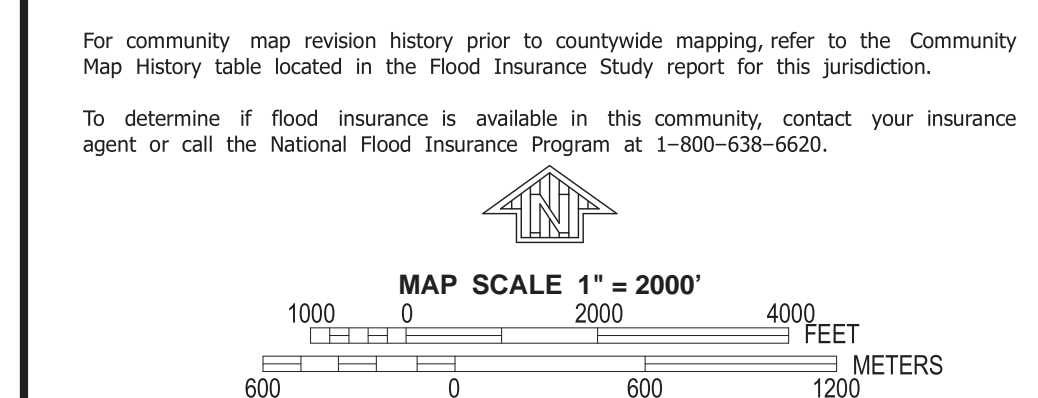 For community map revision history prior to countywide mapping, refer to the Community
Map History table located in the Flood Insurance Study report for this jurisdiction.
To determine if flood insurance is available in this community, contact your insurance
agent or call the National Flood Insurance Program at 1-800-638-6620.
N
MAP SCALE 1" = 2000'
1000 0 2000 4000
FEET
METERS
600 0 600 1200